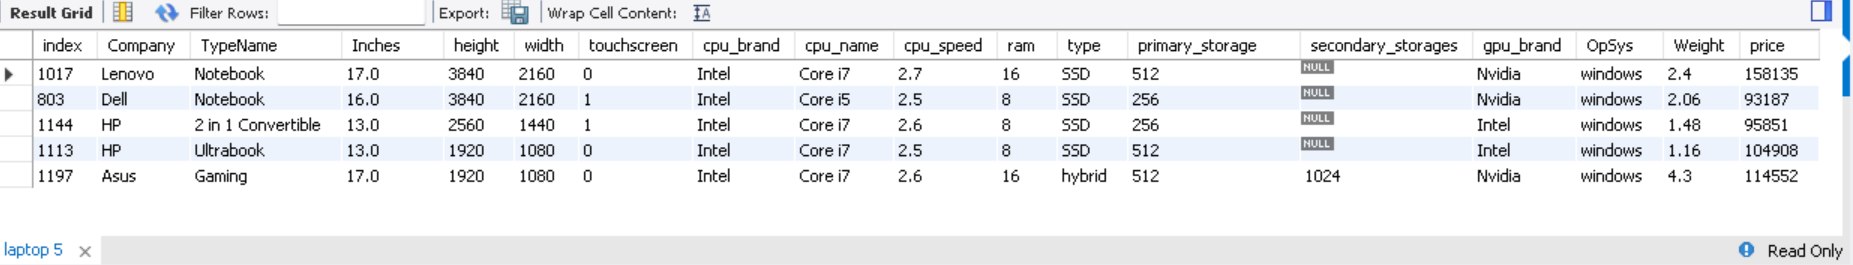 Result Grid Filter Rows: Export: Wrap Cell Content: IA
index Company TypeName Inches height width touchscreen cpu_brand cpu_name cpu_speed ram type primary_storage secondary_storages gpu_brand OpSys Weight price
1017 Lenovo Notebook 17.0 3840 2160 0 Intel Core i7 2.7 16 SSD 512 NULL Nvidia windows 2.4 158135
803 Dell Notebook 16.0 3840 2160 1 Intel Core i5 2.5 8 SSD 256 NULL Nvidia windows 2.06 93187
1144 HP 2 in 1 Convertible 13.0 2560 1440 1 Intel Core i7 2.6 8 SSD 256 NULL Intel windows 1.48 95851
1113 HP Ultrabook 13.0 1920 1080 0 Intel Core i7 2.5 8 SSD 512 NULL Intel windows 1.16 104908
1197 Asus Gaming 17.0 1920 1080 0 Intel Core i7 2.6 16 hybrid 512 1024 Nvidia windows 4.3 114552
laptop 5 Read Only